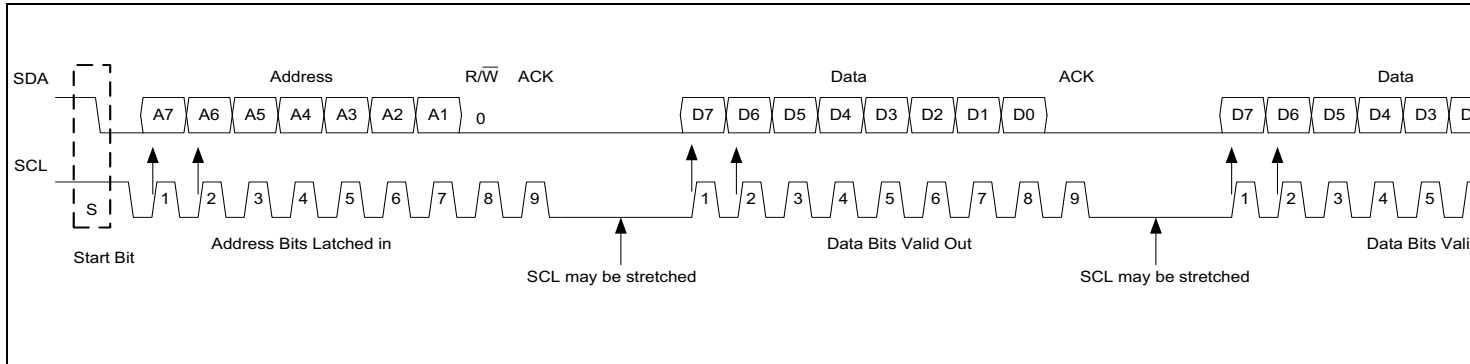 SDA Address R/W̅ ACK Data ACK Data
A7 A6 A5 A4 A3 A2 A1 0 D7 D6 D5 D4 D3 D2 D1 D0 D7 D6 D5 D4 D3 D
SCL
1 2 3 4 5 6 7 8 9 1 2 3 4 5 6 7 8 9 1 2 3 4 5
S
Address Bits Latched in Data Bits Valid Out Data Bits Vali
Start Bit
SCL may be stretched SCL may be stretched